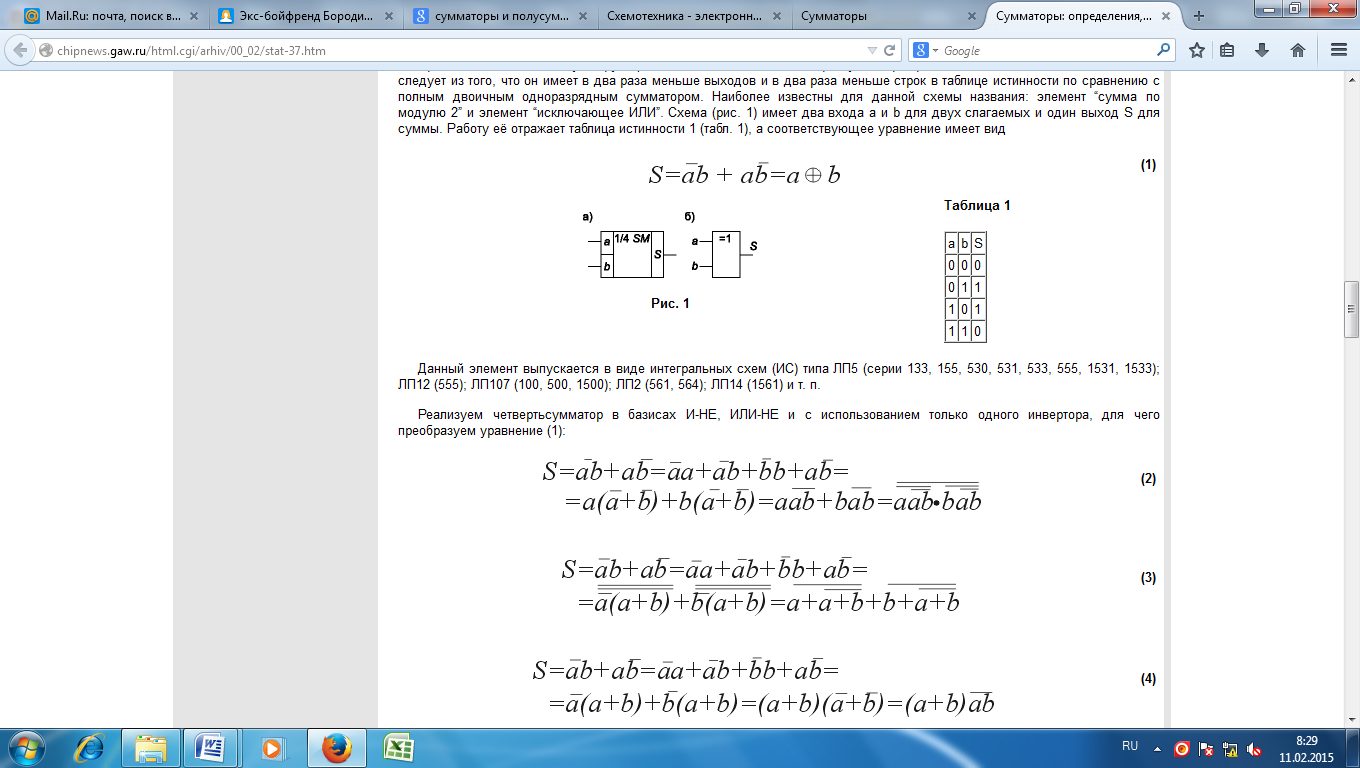 Mail.Ru: почта, поиск в...
Экс-бойфренд Бородин...
сумматоры и полусум...
Схемотехника - электронн...
Сумматоры
Сумматоры: определения,...
chipnews.gaw.ru/html.cgi/arhiv/00_02/stat-37.htm
Google
следует из того, что он имеет в два раза меньше выходов и в два раза меньше строк в таблице истинности по сравнению с
полным двоичным одноразрядным сумматором. Наиболее известны для данной схемы названия: элемент “сумма по
модулю 2” и элемент “исключающее ИЛИ”. Схема (рис. 1) имеет два входа a и b для двух слагаемых и один выход S для
суммы. Работу её отражает таблица истинности 1 (табл. 1), а соответствующее уравнение имеет вид
S=a̅b + ab̅=a ⊕ b
(1)
Таблица 1
а)
б)
a 1/4 SM
S
b
a =1
S
b
Рис. 1
a b S
0 0 0
0 1 1
1 0 1
1 1 0
Данный элемент выпускается в виде интегральных схем (ИС) типа ЛП5 (серии 133, 155, 530, 531, 533, 555, 1531, 1533);
ЛП12 (555); ЛП107 (100, 500, 1500); ЛП2 (561, 564); ЛП14 (1561) и т. п.
Реализуем четвертьсумматор в базисах И-НЕ, ИЛИ-НЕ и с использованием только одного инвертора, для чего
преобразуем уравнение (1):
S=a̅b+ab̅=a̅a+a̅b+b̅b+ab̅=
(2)
=a(a̅+b̅)+b(a̅+b̅)=aa̅b̅+ba̅b̅=aa̅b̅•ba̅b̅
S=a̅b+ab̅=a̅a+a̅b+b̅b+ab̅=
(3)
=a̅(a+b)+b̅(a+b)=a+a+b+b+a+b
S=a̅b+ab̅=a̅a+a̅b+b̅b+ab̅=
(4)
=a̅(a+b)+b̅(a+b)=(a+b)(a̅+b̅)=(a+b)a̅b̅
RU
8:29
11.02.2015